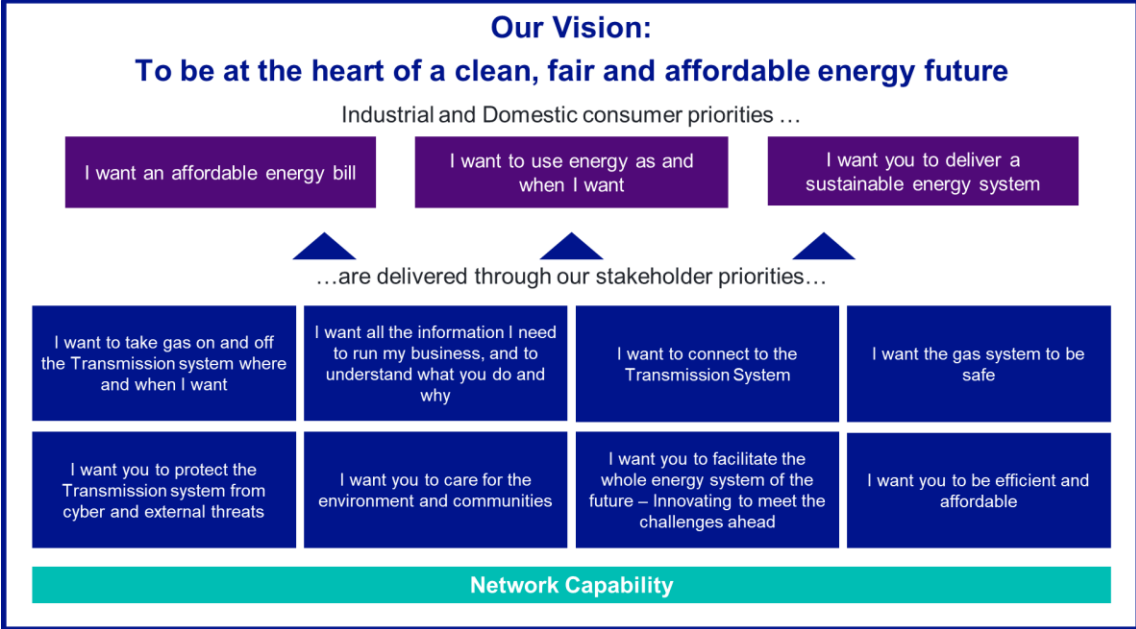 Our Vision:
To be at the heart of a clean, fair and affordable energy future
Industrial and Domestic consumer priorities …
I want an affordable energy bill
I want to use energy as and
when I want
I want you to deliver a
sustainable energy system
…are delivered through our stakeholder priorities…
I want to take gas on and off
the Transmission system where
and when I want
I want all the information I need
to run my business, and to
understand what you do and
why
I want to connect to the
Transmission System
I want the gas system to be
safe
I want you to protect the
Transmission system from
cyber and external threats
I want you to care for the
environment and communities
I want you to facilitate the
whole energy system of the
future – Innovating to meet the
challenges ahead
I want you to be efficient and
affordable
Network Capability